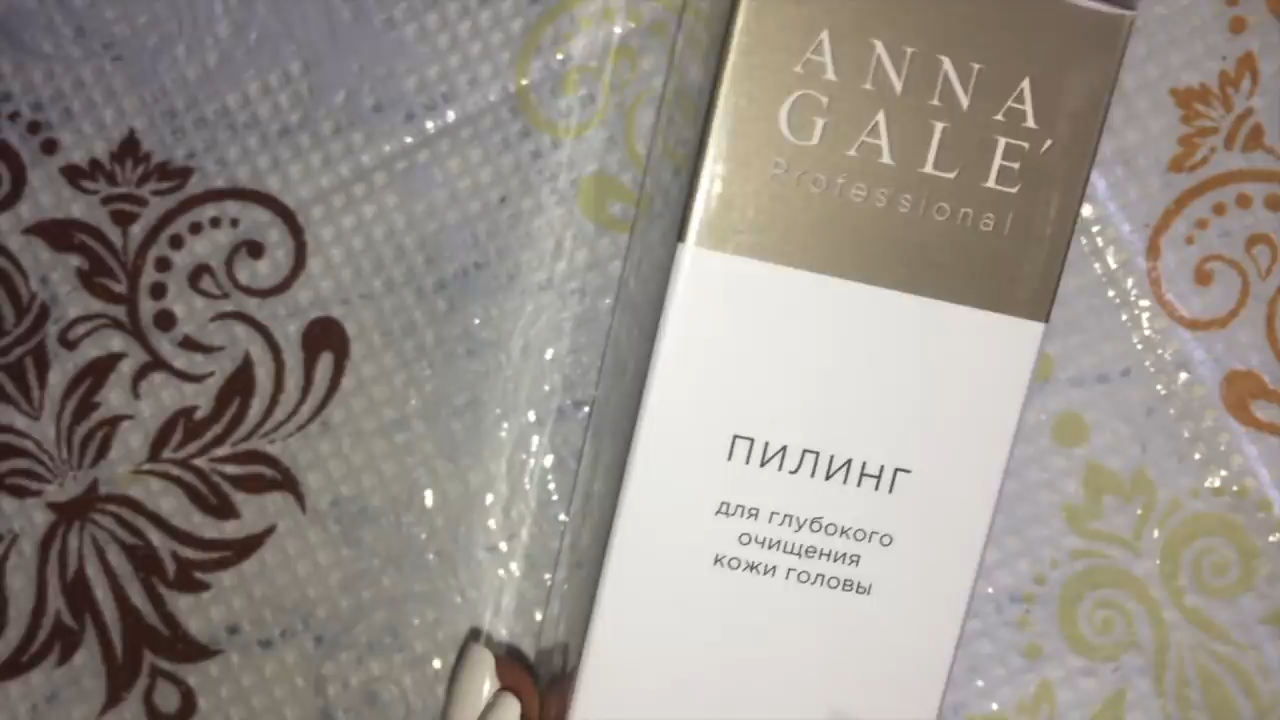 ANNA
GALE´
Professional
ПИЛИНГ
для глубокого
очищения
кожи головы